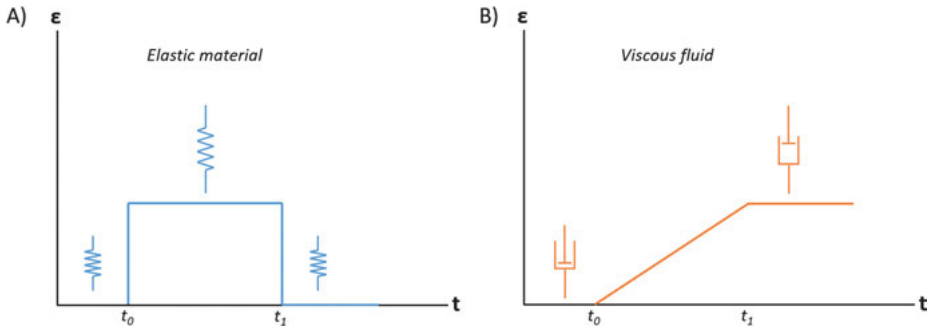 A)
ε
Elastic material
t₀
t₁
t
B)
ε
Viscous fluid
t₀
t₁
t